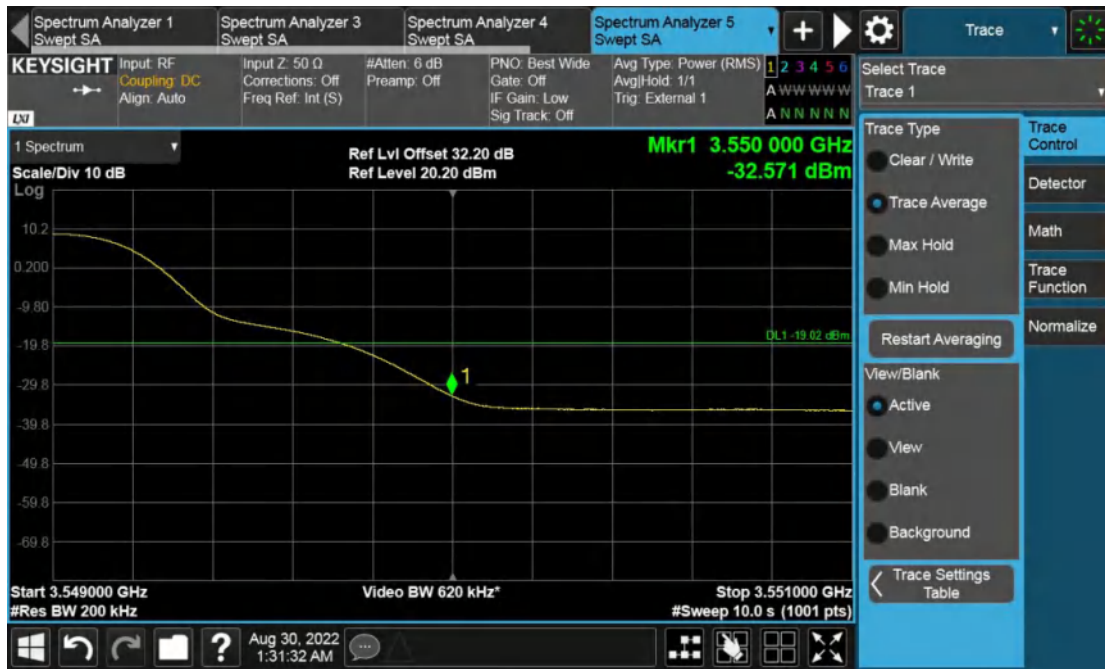 Spectrum Analyzer 1
Swept SA
Spectrum Analyzer 3
Swept SA
Spectrum Analyzer 4
Swept SA
Spectrum Analyzer 5
Swept SA
+
Trace
KEYSIGHT
LXI
Input: RF
Coupling: DC
Align: Auto
Input Z: 50 Ω
Corrections: Off
Freq Ref: Int (S)
#Atten: 6 dB
Preamp: Off
PNO: Best Wide
Gate: Off
IF Gain: Low
Sig Track: Off
Avg Type: Power (RMS)
Avg|Hold: 1/1
Trig: External 1
1 2 3 4 5 6
A W W W W W
A N N N N N
Select Trace
Trace 1
1 Spectrum
Scale/Div 10 dB
Log
Ref Lvl Offset 32.20 dB
Ref Level 20.20 dBm
Mkr1 3.550 000 GHz
-32.571 dBm
10.2
0.200
-9.80
-19.8
-29.8
-39.8
-49.8
-59.8
-69.8
DL1 -19.02 dBm
1
Start 3.549000 GHz
#Res BW 200 kHz
Video BW 620 kHz*
Stop 3.551000 GHz
#Sweep 10.0 s (1001 pts)
Trace Type
Clear / Write
Trace Average
Max Hold
Min Hold
Restart Averaging
View/Blank
Active
View
Blank
Background
Trace Settings
Table
Trace
Control
Detector
Math
Trace
Function
Normalize
?
Aug 30, 2022
1:31:32 AM